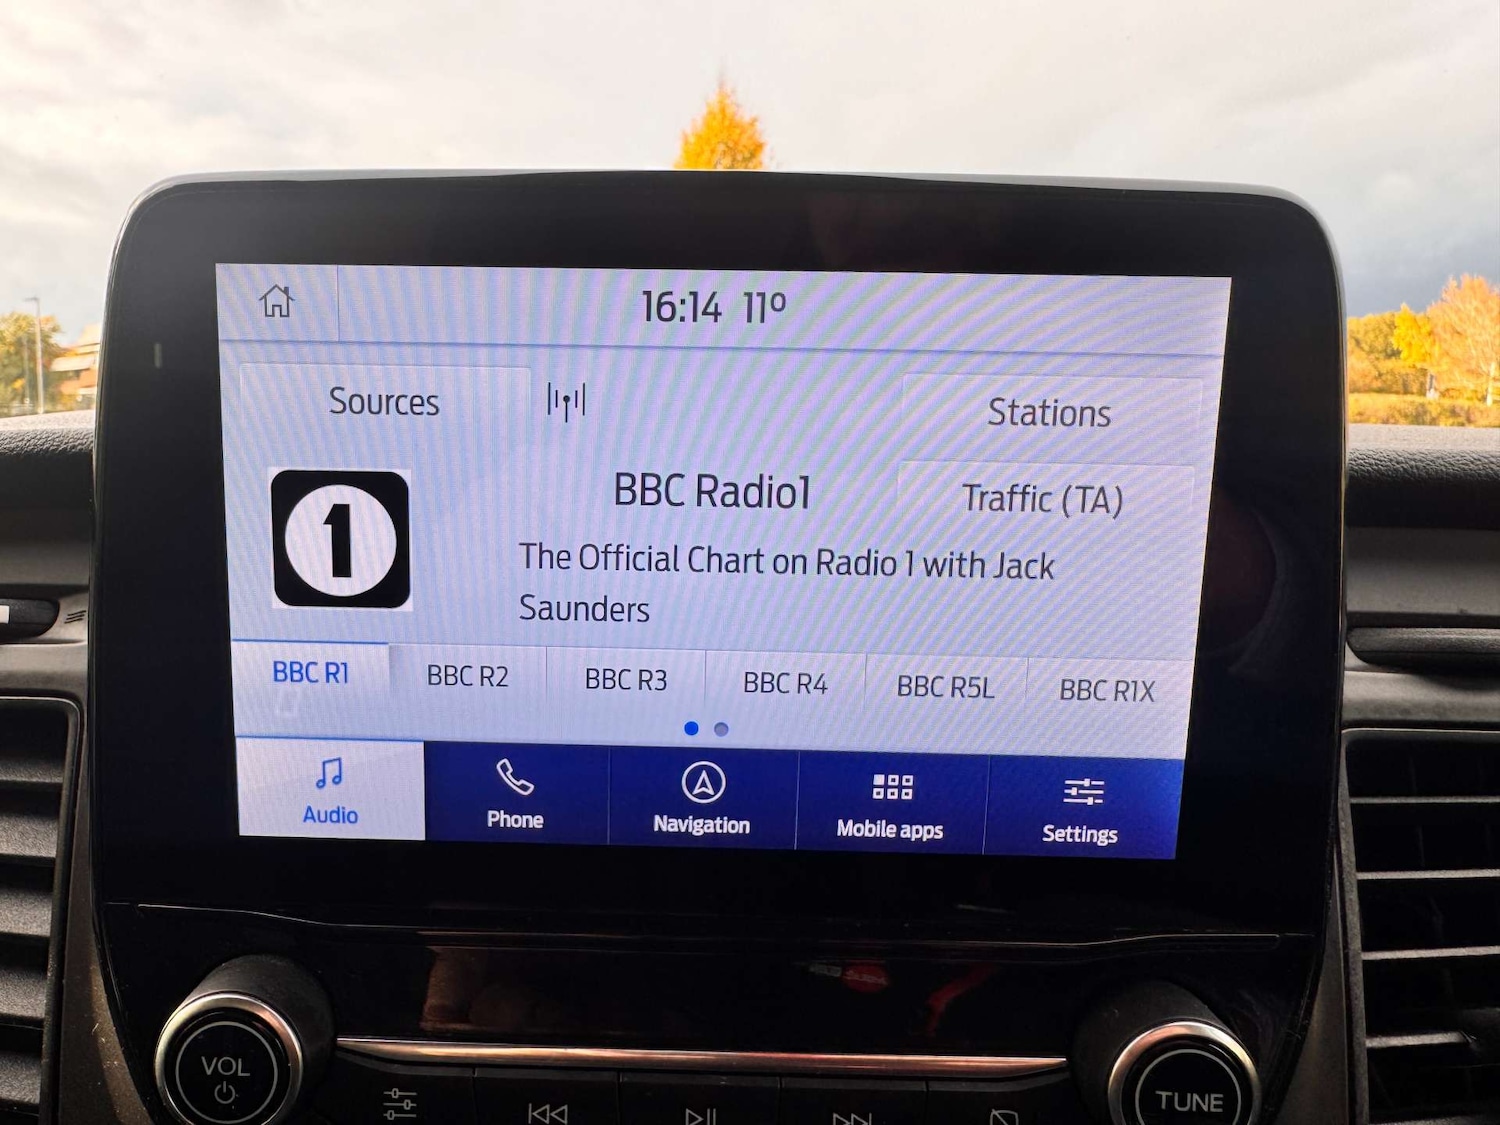 16:14 11º
Sources
Stations
BBC Radio1
Traffic (TA)
1
The Official Chart on Radio 1 with Jack
Saunders
BBC R1 BBC R2 BBC R3 BBC R4 BBC R5L BBC R1X
Audio Phone Navigation Mobile apps Settings
VOL
TUNE